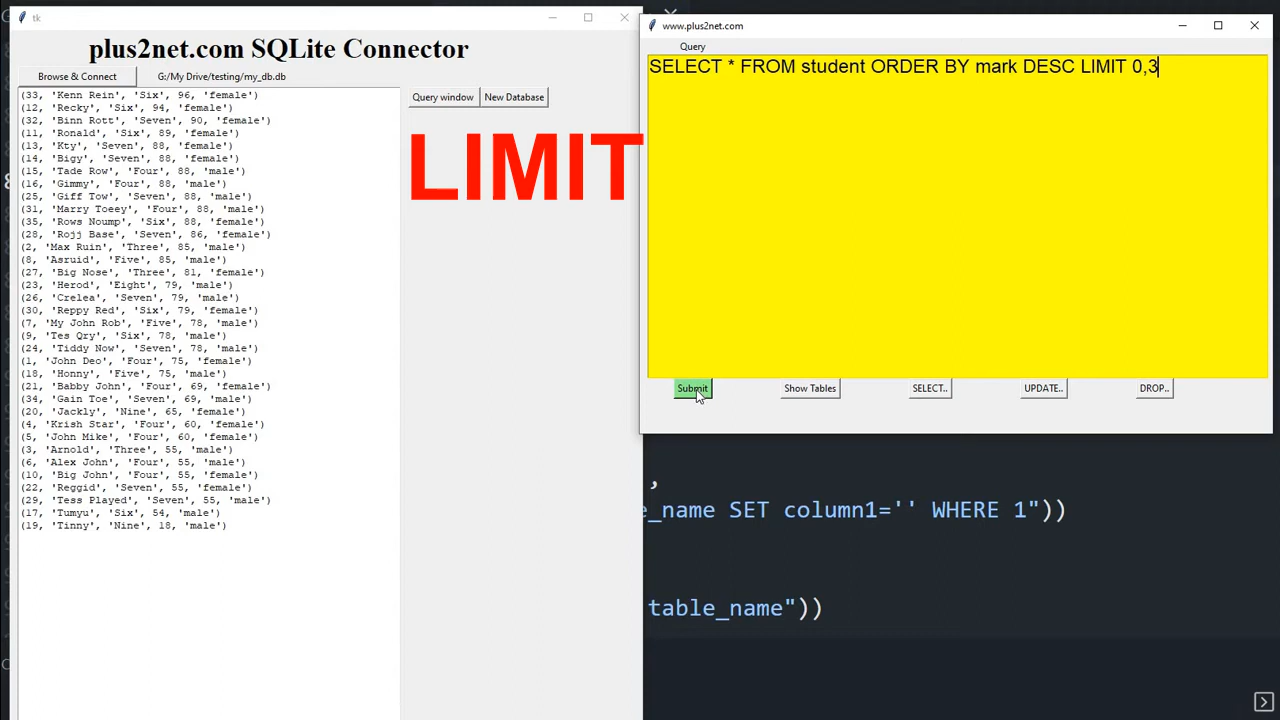 tk
plus2net.com SQLite Connector
Browse & Connect
G:/My Drive/testing/my_db.db
(33, 'Kenn Rein', 'Six', 96, 'female')
(12, 'Recky', 'Six', 94, 'female')
(32, 'Binn Rott', 'Seven', 90, 'female')
(11, 'Ronald', 'Six', 89, 'female')
(13, 'Kty', 'Seven', 88, 'female')
(14, 'Bigy', 'Seven', 88, 'female')
(15, 'Tade Row', 'Four', 88, 'male')
(16, 'Gimmy', 'Four', 88, 'male')
(25, 'Giff Tow', 'Seven', 88, 'male')
(31, 'Marry Toeey', 'Four', 88, 'male')
(35, 'Rows Noump', 'Six', 88, 'female')
(28, 'Rojj Base', 'Seven', 86, 'female')
(2, 'Max Ruin', 'Three', 85, 'male')
(8, 'Asruid', 'Five', 85, 'male')
(27, 'Big Nose', 'Three', 81, 'female')
(23, 'Herod', 'Eight', 79, 'male')
(26, 'Crelea', 'Seven', 79, 'male')
(30, 'Reppy Red', 'Six', 79, 'female')
(7, 'My John Rob', 'Five', 78, 'male')
(9, 'Tes Qry', 'Six', 78, 'male')
(24, 'Tiddy Now', 'Seven', 78, 'male')
(1, 'John Deo', 'Four', 75, 'female')
(18, 'Honny', 'Five', 75, 'male')
(21, 'Babby John', 'Four', 69, 'female')
(34, 'Gain Toe', 'Seven', 69, 'male')
(20, 'Jackly', 'Nine', 65, 'female')
(4, 'Krish Star', 'Four', 60, 'female')
(5, 'John Mike', 'Four', 60, 'female')
(3, 'Arnold', 'Three', 55, 'male')
(6, 'Alex John', 'Four', 55, 'male')
(10, 'Big John', 'Four', 55, 'female')
(22, 'Reggid', 'Seven', 55, 'female')
(29, 'Tess Played', 'Seven', 55, 'male')
(17, 'Tumyu', 'Six', 54, 'male')
(19, 'Tinny', 'Nine', 18, 'male')
Query window
New Database
LIMIT
www.plus2net.com
Query
SELECT * FROM student ORDER BY mark DESC LIMIT 0,3
Submit
Show Tables
SELECT..
UPDATE..
DROP..
,
_name SET column1='' WHERE 1"))
table_name"))